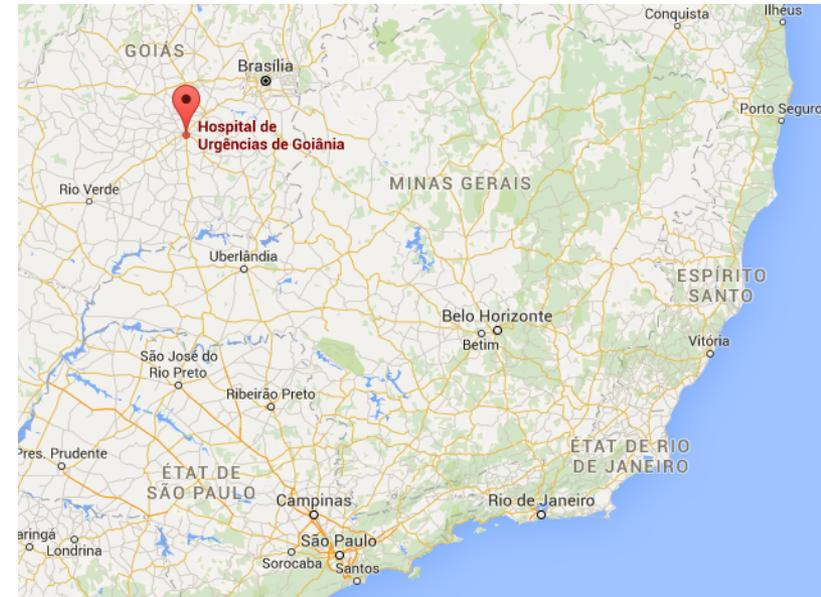 Conquista
Ilhéus
GOIÁS
Brasília
Porto Seguro
Hospital de
Urgências de Goiânia
MINAS GERAIS
Rio Verde
Uberlândia
ESPÍRITO
SANTO
Belo Horizonte
Betim
Vitória
São José do
Rio Preto
Ribeirão Preto
ÉTAT DE RIO
DE JANEIRO
Pres. Prudente
ÉTAT DE
SÃO PAULO
Campinas
Rio de Janeiro
aringá
Londrina
São Paulo
Sorocaba
Santos